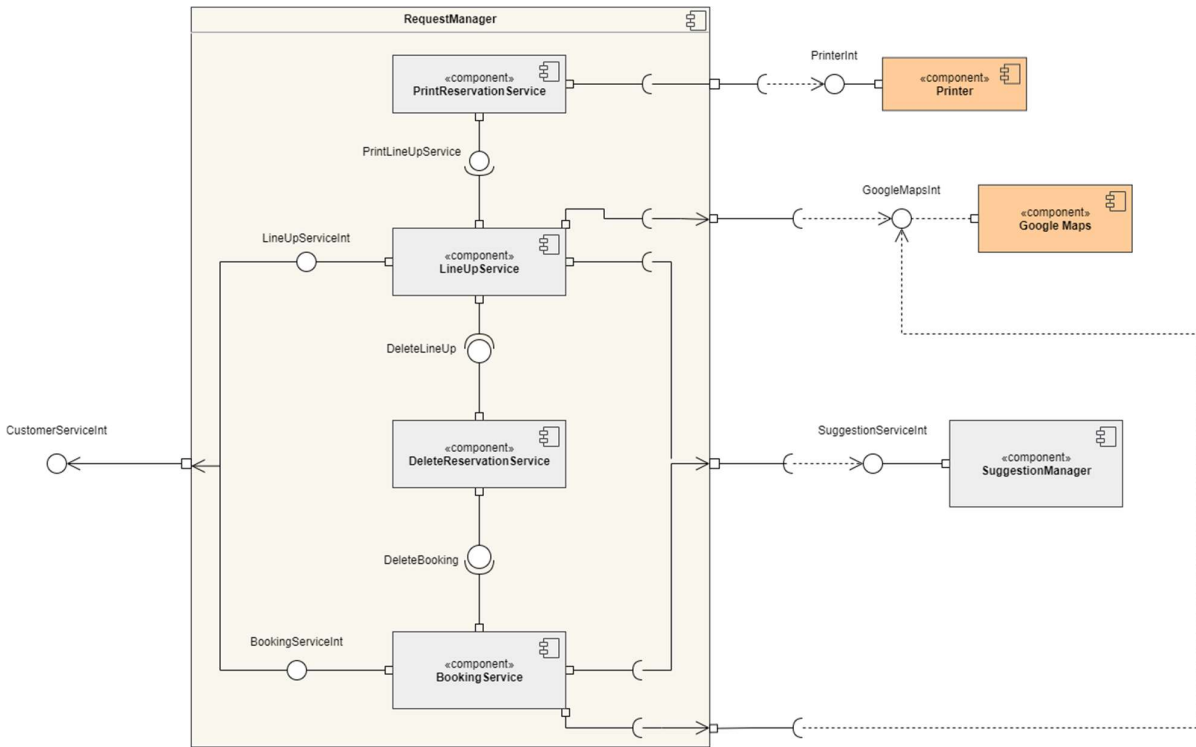 RequestManager
«component»
PrintReservationService
PrinterInt
«component»
Printer
PrintLineUpService
GoogleMapsInt
«component»
Google Maps
LineUpServiceInt
«component»
LineUpService
DeleteLineUp
CustomerServiceInt
«component»
DeleteReservationService
SuggestionServiceInt
«component»
SuggestionManager
DeleteBooking
BookingServiceInt
«component»
BookingService